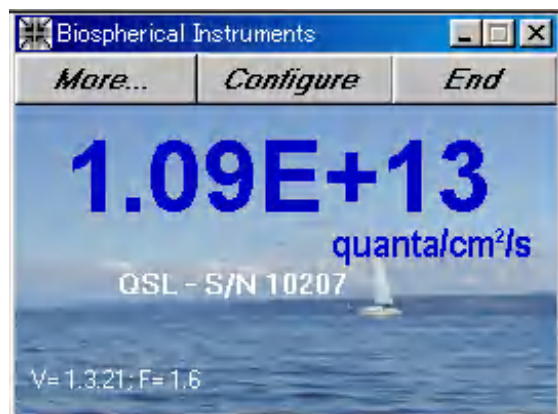 Biospherical Instruments
More... Configure End
1.09E+13
quanta/cm²/s
QSL - S/N 10207
V= 1.3.21; F= 1.6